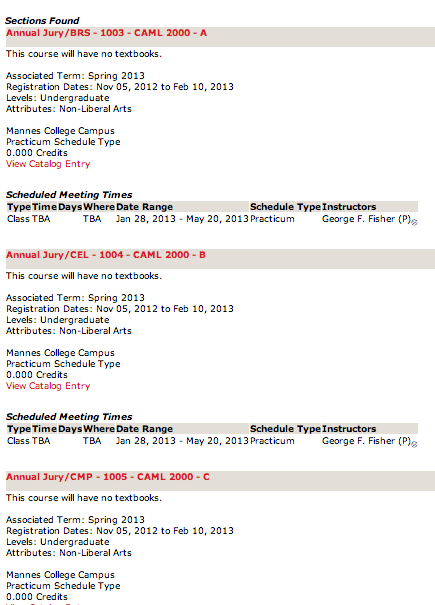 Sections Found
Annual Jury/BRS - 1003 - CAML 2000 - A
This course will have no textbooks.
Associated Term: Spring 2013
Registration Dates: Nov 05, 2012 to Feb 10, 2013
Levels: Undergraduate
Attributes: Non-Liberal Arts
Mannes College Campus
Practicum Schedule Type
0.000 Credits
View Catalog Entry
Scheduled Meeting Times
Type Time Days Where Date Range Schedule Type Instructors
Class TBA TBA Jan 28, 2013 - May 20, 2013 Practicum George F. Fisher (P)
Annual Jury/CEL - 1004 - CAML 2000 - B
This course will have no textbooks.
Associated Term: Spring 2013
Registration Dates: Nov 05, 2012 to Feb 10, 2013
Levels: Undergraduate
Attributes: Non-Liberal Arts
Mannes College Campus
Practicum Schedule Type
0.000 Credits
View Catalog Entry
Scheduled Meeting Times
Type Time Days Where Date Range Schedule Type Instructors
Class TBA TBA Jan 28, 2013 - May 20, 2013 Practicum George F. Fisher (P)
Annual Jury/CMP - 1005 - CAML 2000 - C
This course will have no textbooks.
Associated Term: Spring 2013
Registration Dates: Nov 05, 2012 to Feb 10, 2013
Levels: Undergraduate
Attributes: Non-Liberal Arts
Mannes College Campus
Practicum Schedule Type
0.000 Credits